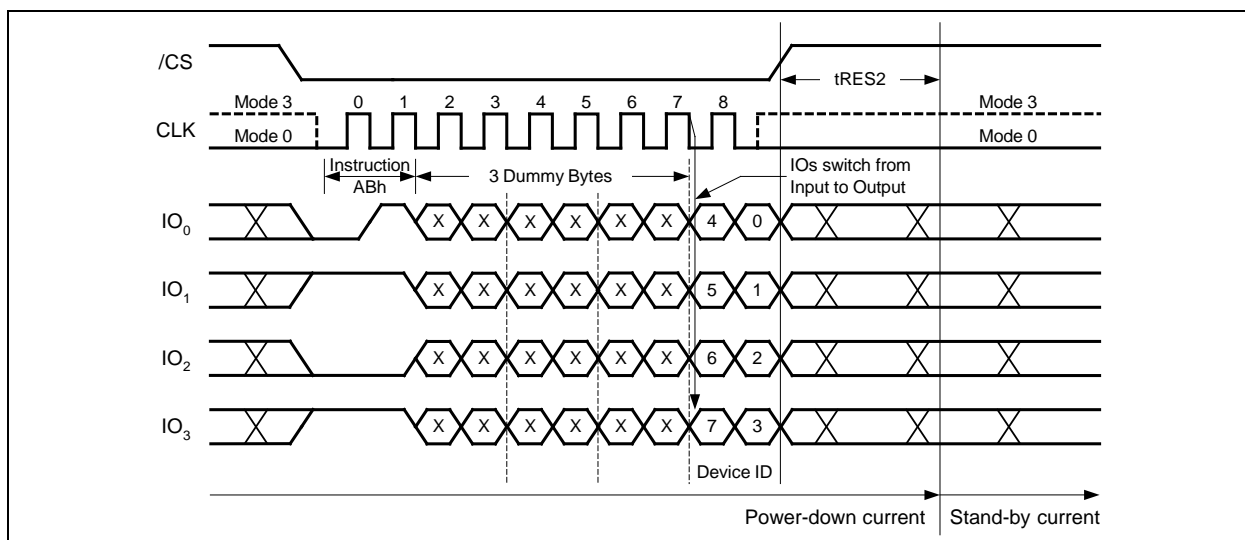 /CS
tRES2
Mode 3 0 1 2 3 4 5 6 7 8 Mode 3
CLK
Mode 0 Mode 0
Instruction
ABh
3 Dummy Bytes
IOs switch from
Input to Output
IO0 X X X X X X 4 0
IO1 X X X X X X 5 1
IO2 X X X X X X 6 2
IO3 X X X X X X 7 3
Device ID
Power-down current Stand-by current